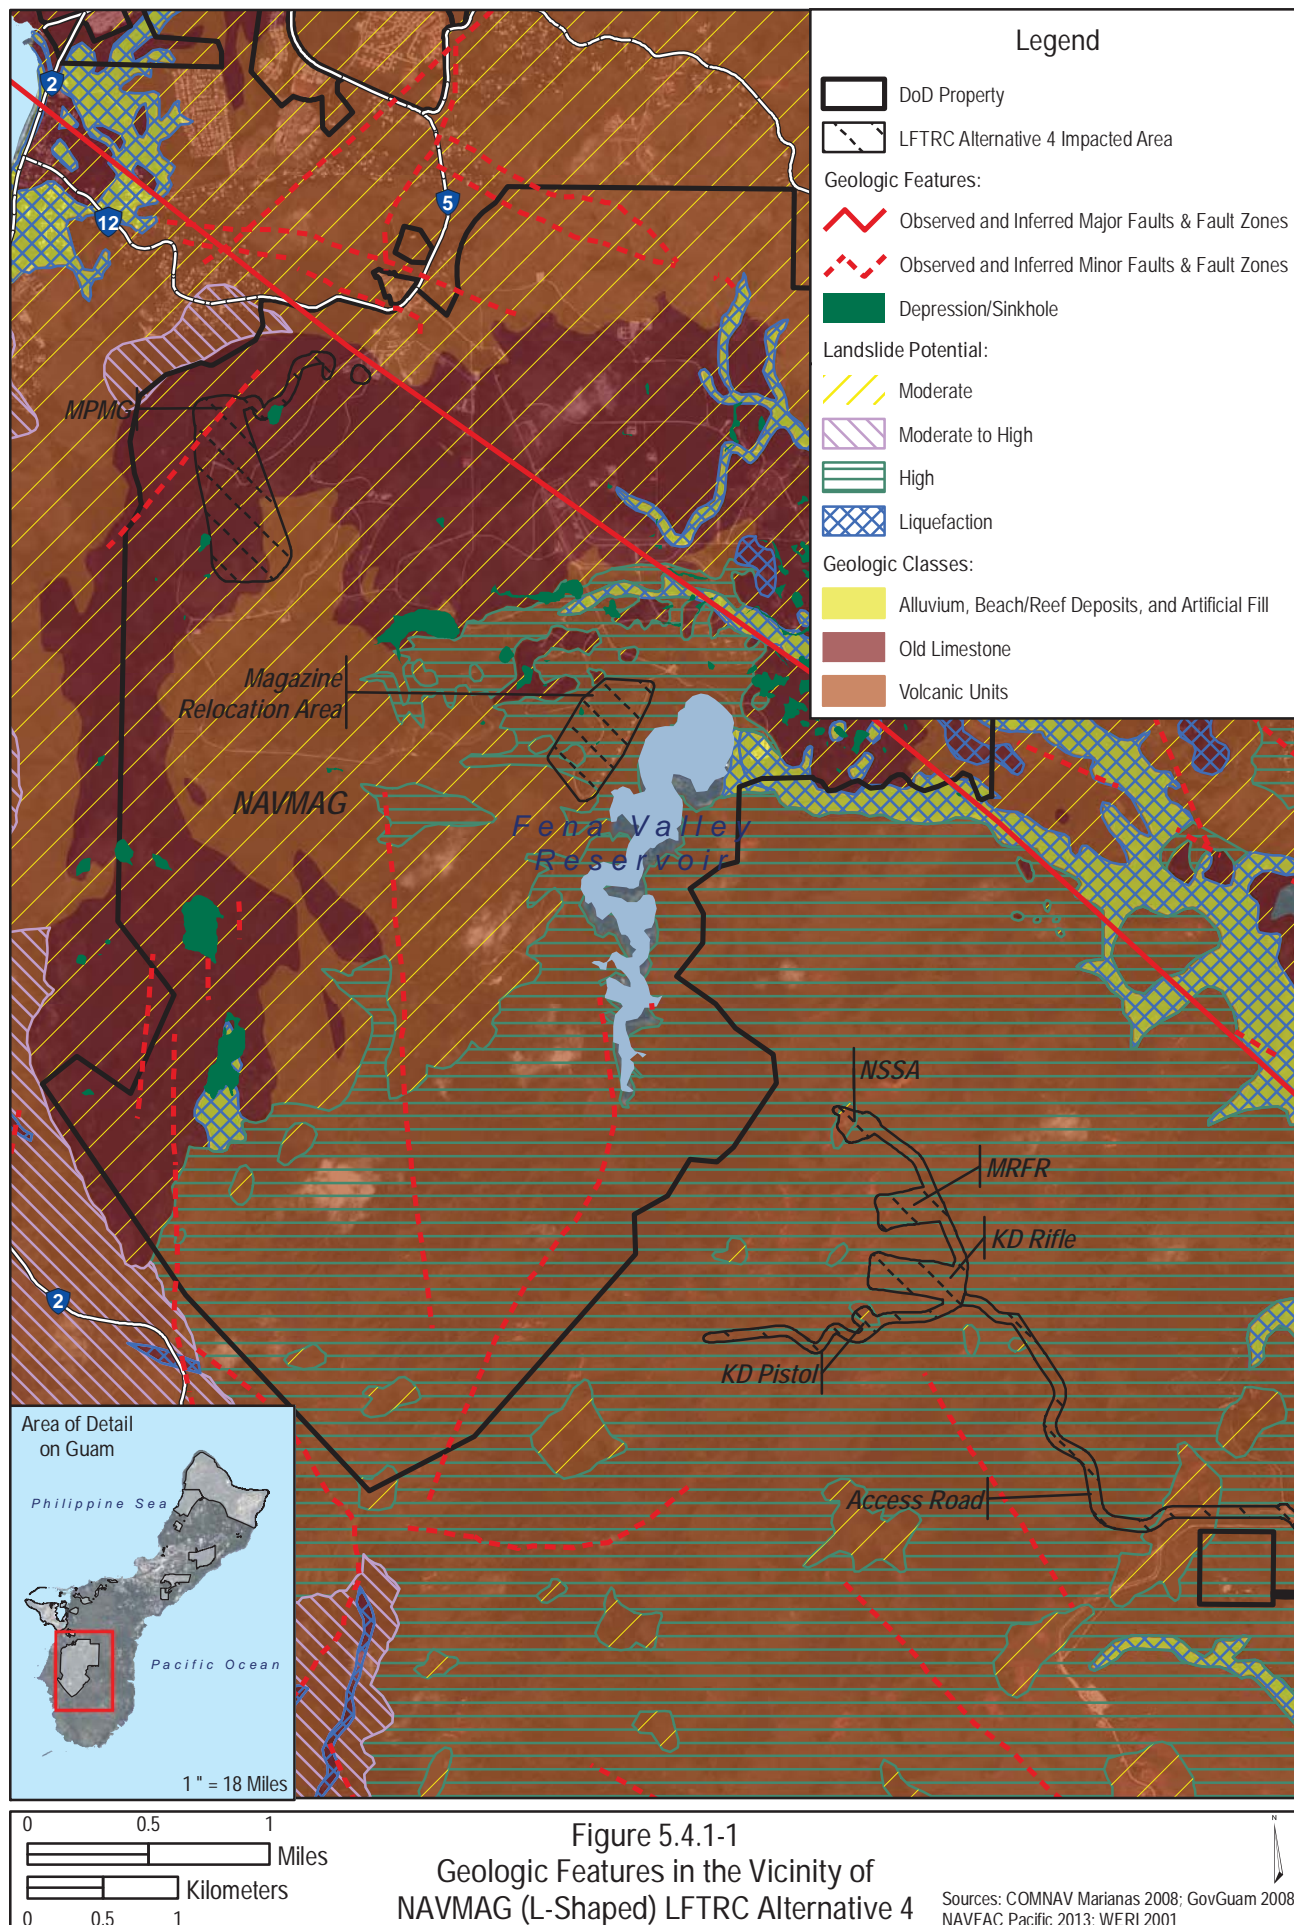 Legend
DoD Property
LFTRC Alternative 4 Impacted Area
Geologic Features:
Observed and Inferred Major Faults & Fault Zones
Observed and Inferred Minor Faults & Fault Zones
Depression/Sinkhole
Landslide Potential:
Moderate
Moderate to High
High
Liquefaction
Geologic Classes:
Alluvium, Beach/Reef Deposits, and Artificial Fill
Old Limestone
Volcanic Units
2
5
12
MPMG
Magazine
Relocation Area
NAVMAG
Fena Valley
Reservoir
NSSA
MRFR
KD Rifle
2
KD Pistol
Access Road
Area of Detail
on Guam
Philippine Sea
Pacific Ocean
1 " = 18 Miles
0 0.5 1
Miles
Kilometers
0 0.5 1
Figure 5.4.1-1
Geologic Features in the Vicinity of
NAVMAG (L-Shaped) LFTRC Alternative 4
N
Sources: COMNAV Marianas 2008; GovGuam 2008
NAVFAC Pacific 2013; WERI 2001